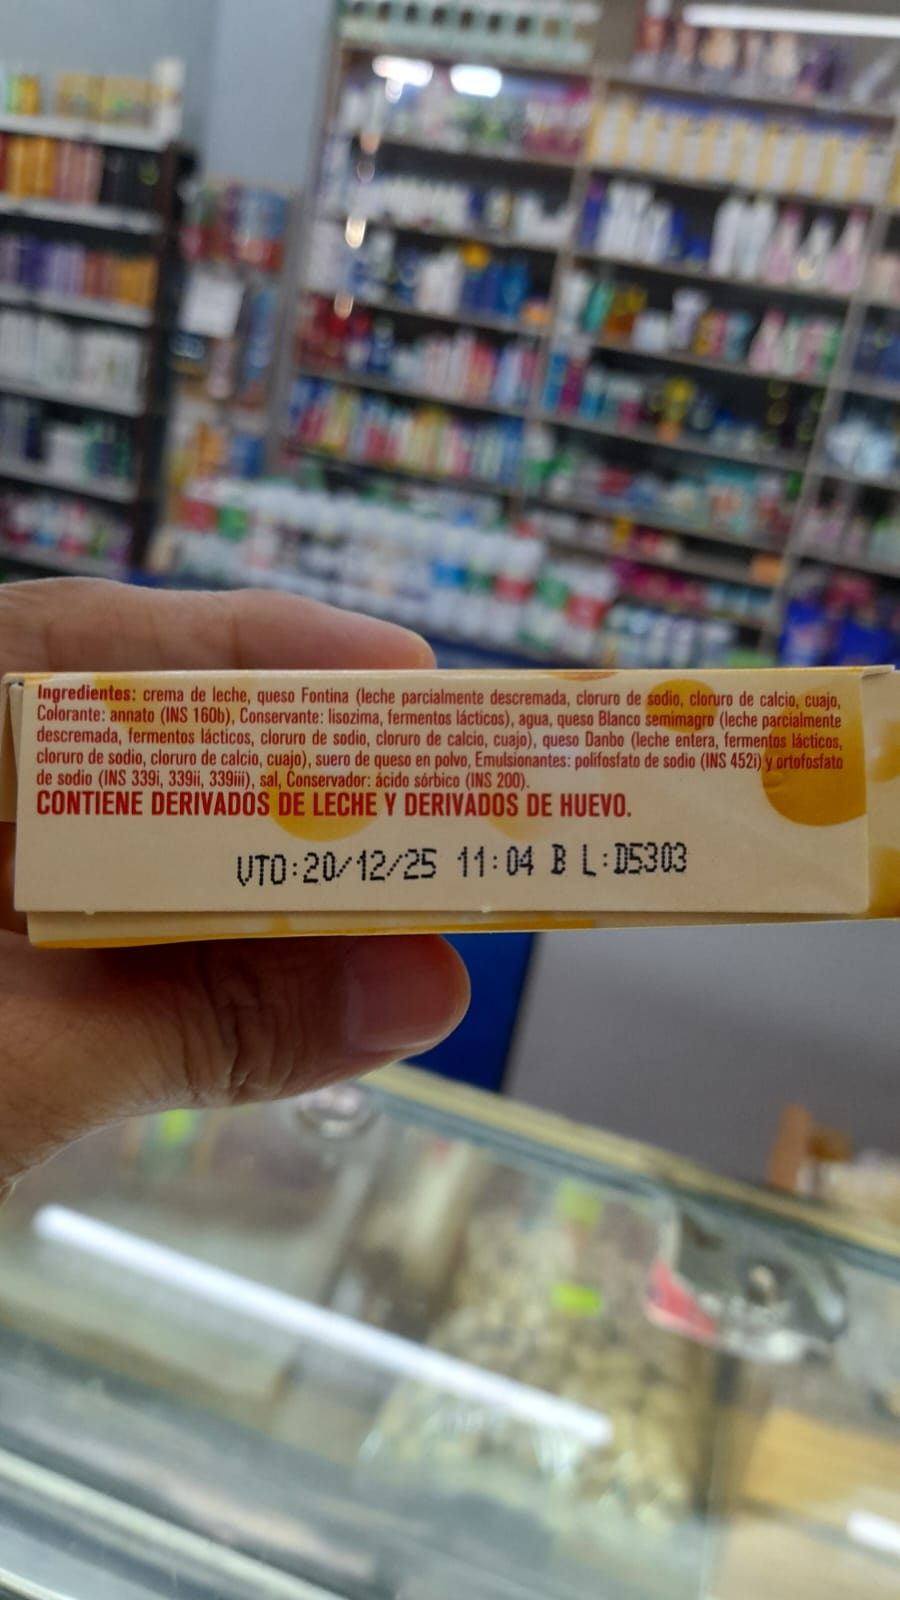 Ingredientes: crema de leche, queso Fontina (leche parcialmente descremada, cloruro de sodio, cloruro de calcio, cuajo,
Colorante: annato (INS 160b), Conservante: lisozima, fermentos lácticos), agua, queso Blanco semimagro (leche parcialmente
descremada, fermentos lácticos, cloruro de sodio, cloruro de calcio, cuajo), queso Danbo (leche entera, fermentos lácticos,
cloruro de sodio, cloruro de calcio, cuajo), suero de queso en polvo, Emulsionantes: polifosfato de sodio (INS 452i) y ortofosfato
de sodio (INS 339i, 339ii, 339iii), sal, Conservador: ácido sórbico (INS 200).
CONTIENE DERIVADOS DE LECHE Y DERIVADOS DE HUEVO.
VTO:20/12/25 11:04 B L:D5303